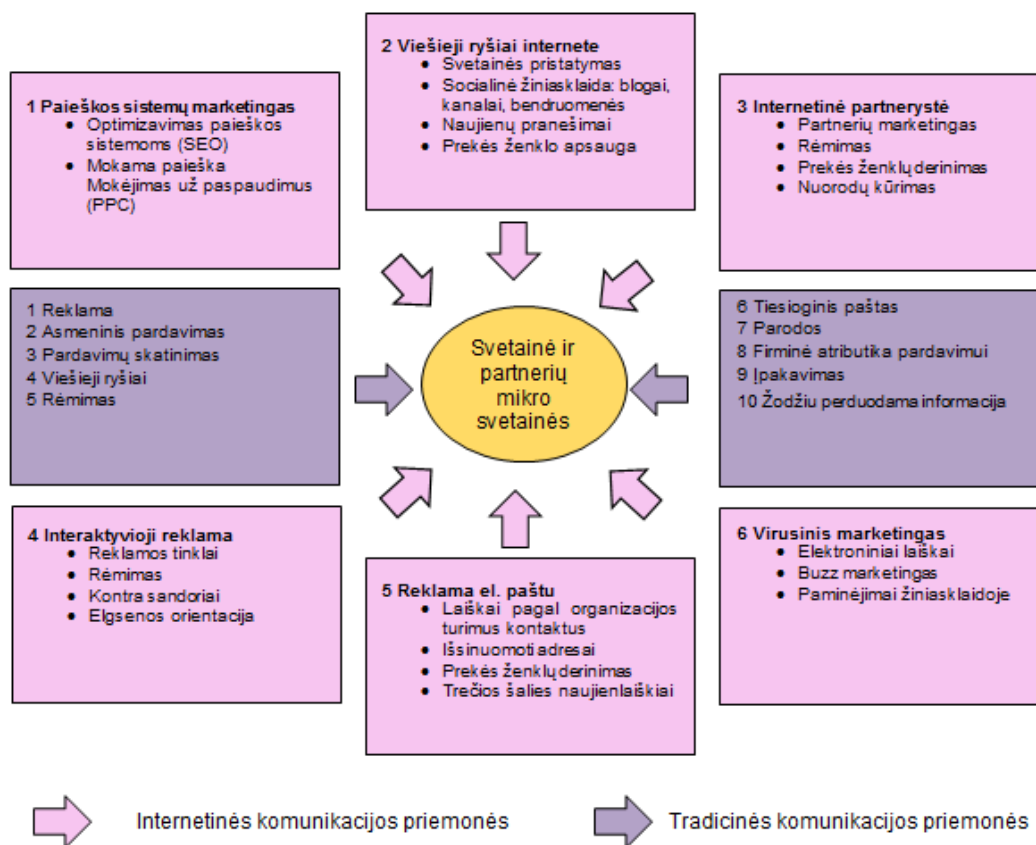 1 Paieškos sistemų marketingas
● Optimizavimas paieškos
sistemoms (SEO)
● Mokama paieška
Mokėjimas už paspaudimus
(PPC)
2 Viešieji ryšiai internete
● Svetainės pristatymas
● Socialinė žiniasklaida: blogai,
kanalai, bendruomenės
● Naujienų pranešimai
● Prekės ženklo apsauga
3 Internetinė partnerystė
● Partnerių marketingas
● Rėmimas
● Prekės ženklų derinimas
● Nuorodų kūrimas
1 Reklama
2 Asmeninis pardavimas
3 Pardavimų skatinimas
4 Viešieji ryšiai
5 Rėmimas
Svetainė ir
partnerių
mikro
svetainės
6 Tiesioginis paštas
7 Parodos
8 Firminė atributika pardavimui
9 Įpakavimas
10 Žodžiu perduodama informacija
4 Interaktyvioji reklama
● Reklamos tinklai
● Rėmimas
● Kontra sandoriai
● Elgsenos orientacija
5 Reklama el. paštu
● Laiškai pagal organizacijos
turimus kontaktus
● Išsinuomoti adresai
● Prekės ženklų derinimas
● Trečios šalies naujienlaiškiai
6 Virusinis marketingas
● Elektroniniai laiškai
● Buzz marketingas
● Paminėjimai žiniasklaidoje
Internetinės komunikacijos priemonės
Tradicinės komunikacijos priemonės